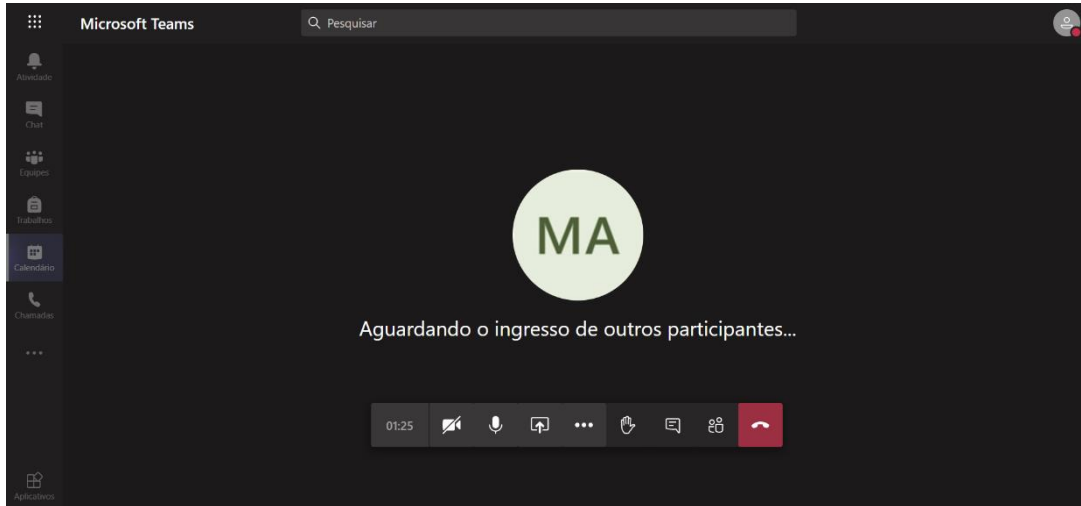 Microsoft Teams
Pesquisar
Atividade
Chat
Equipes
Trabalhos
Calendário
Chamadas
Aplicativos
MA
Aguardando o ingresso de outros participantes...
01:25